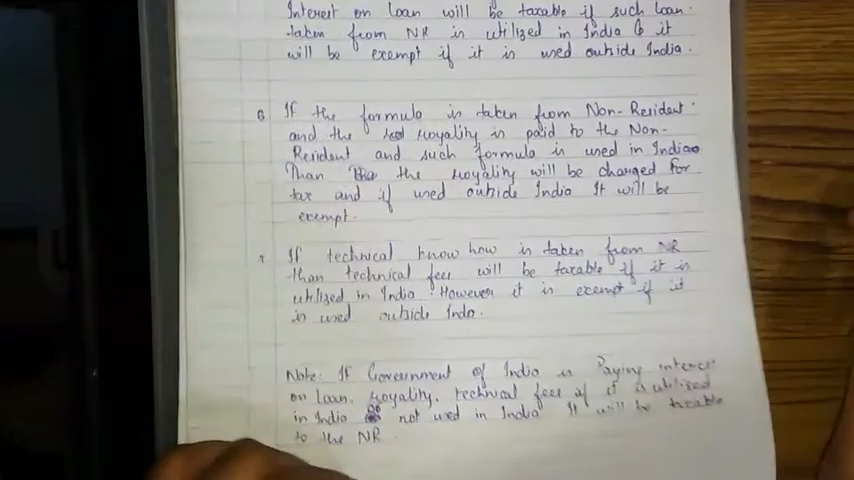 Interest on loan will be taxable if such loan
taken from NR is utilized in India & it
will be exempt if it is used outside India.
6 If the formula is taken from Non-Resident
and the royality is paid to the Non-
Resident and such formula is used in India
Than the royality will be charged for
tax and if used outside India It will be
exempt.
7 If technical know how is taken from NR
than technical fees will be taxable if it is
utilized in India. However it is exempt if it
is used outside Inda.
Note: If Government of India is Paying interest
on loan, royality, technical fees if it is utilized
in India not used in India It will be taxable
to the NR.